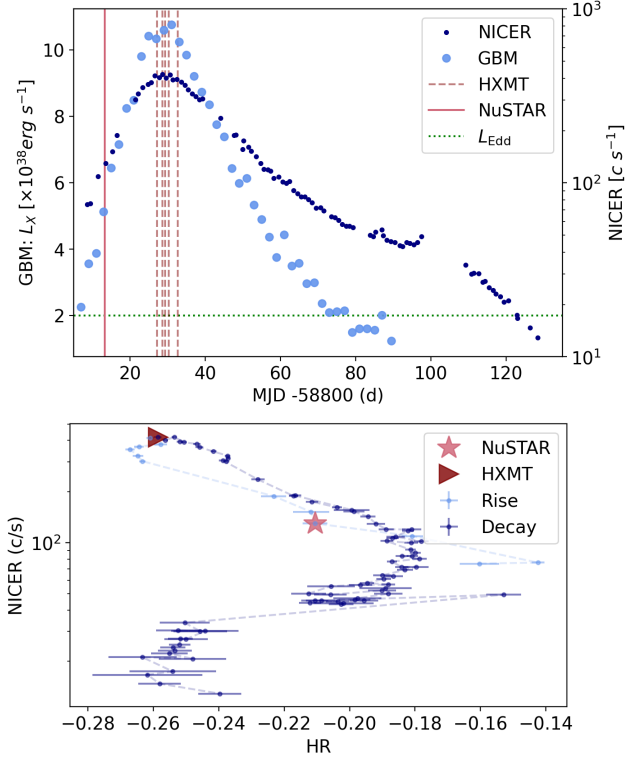 10
8
6
4
2
GBM: L_X [×10^38 erg s^−1]
10^3
10^2
10^1
NICER [c s^−1]
NICER
GBM
HXMT
NuSTAR
L_Edd
20 40 60 80 100 120
MJD -58800 (d)
NICER (c/s)
10^2
NuSTAR
HXMT
Rise
Decay
−0.28 −0.26 −0.24 −0.22 −0.20 −0.18 −0.16 −0.14
HR